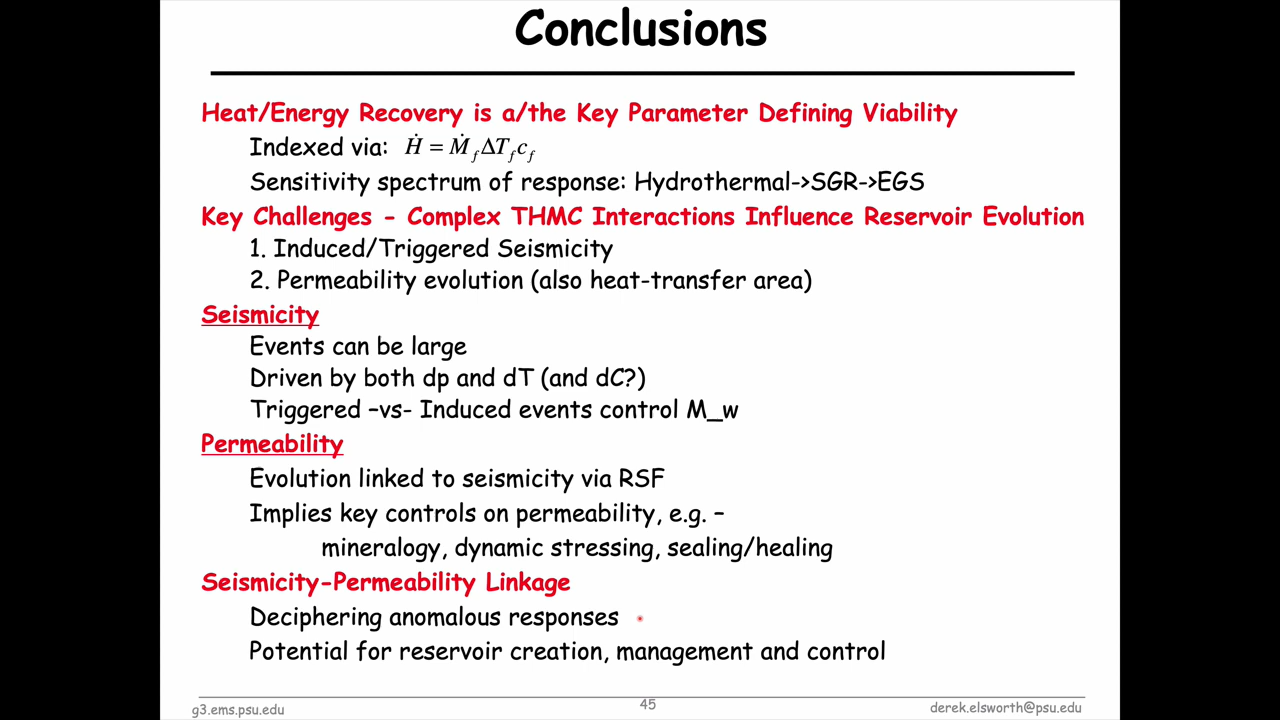 Conclusions
Heat/Energy Recovery is a/the Key Parameter Defining Viability
Indexed via: Ḣ = Ṁ_f ΔT_f c_f
Sensitivity spectrum of response: Hydrothermal->SGR->EGS
Key Challenges - Complex THMC Interactions Influence Reservoir Evolution
1. Induced/Triggered Seismicity
2. Permeability evolution (also heat-transfer area)
Seismicity
Events can be large
Driven by both dp and dT (and dC?)
Triggered –vs- Induced events control M_w
Permeability
Evolution linked to seismicity via RSF
Implies key controls on permeability, e.g. –
mineralogy, dynamic stressing, sealing/healing
Seismicity-Permeability Linkage
Deciphering anomalous responses
Potential for reservoir creation, management and control
g3.ems.psu.edu 45 derek.elsworth@psu.edu